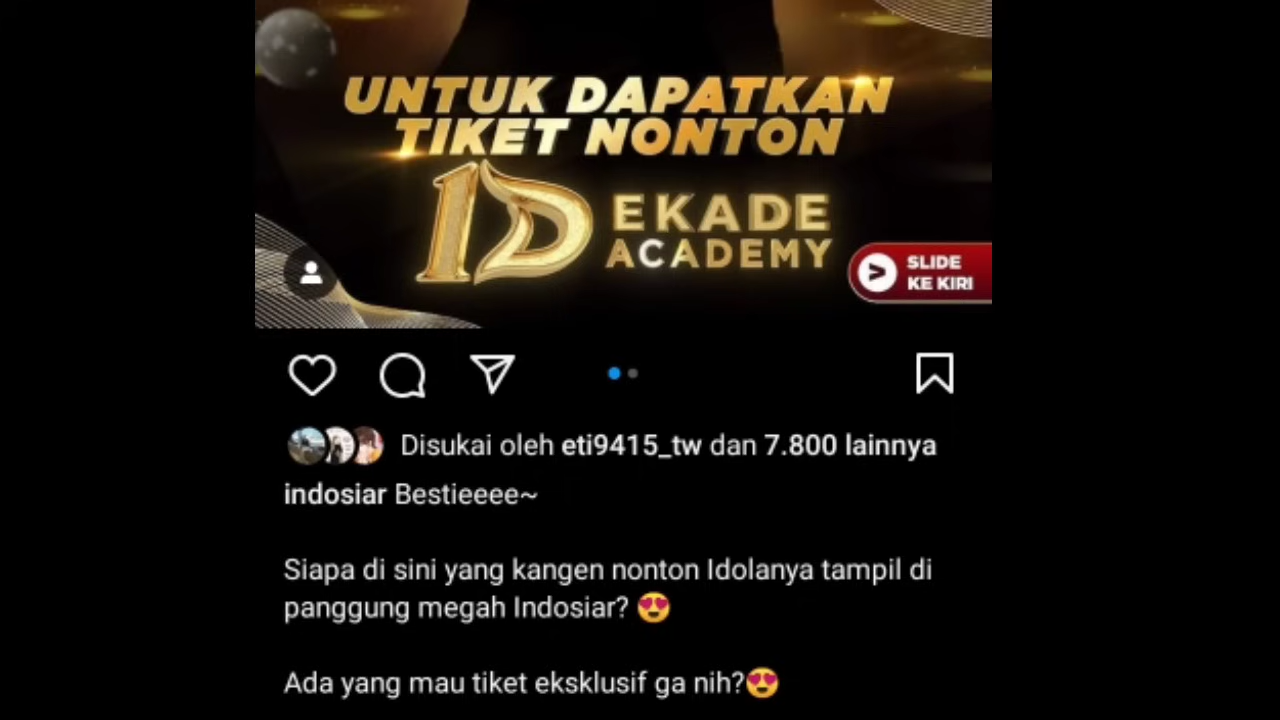 UNTUK DAPATKAN
TIKET NONTON
1D EKADE
ACADEMY
SLIDE
KE KIRI
Disukai oleh eti9415_tw dan 7.800 lainnya
indosiar Bestieeee~
Siapa di sini yang kangen nonton Idolanya tampil di
panggung megah Indosiar? 😍
Ada yang mau tiket eksklusif ga nih?😍